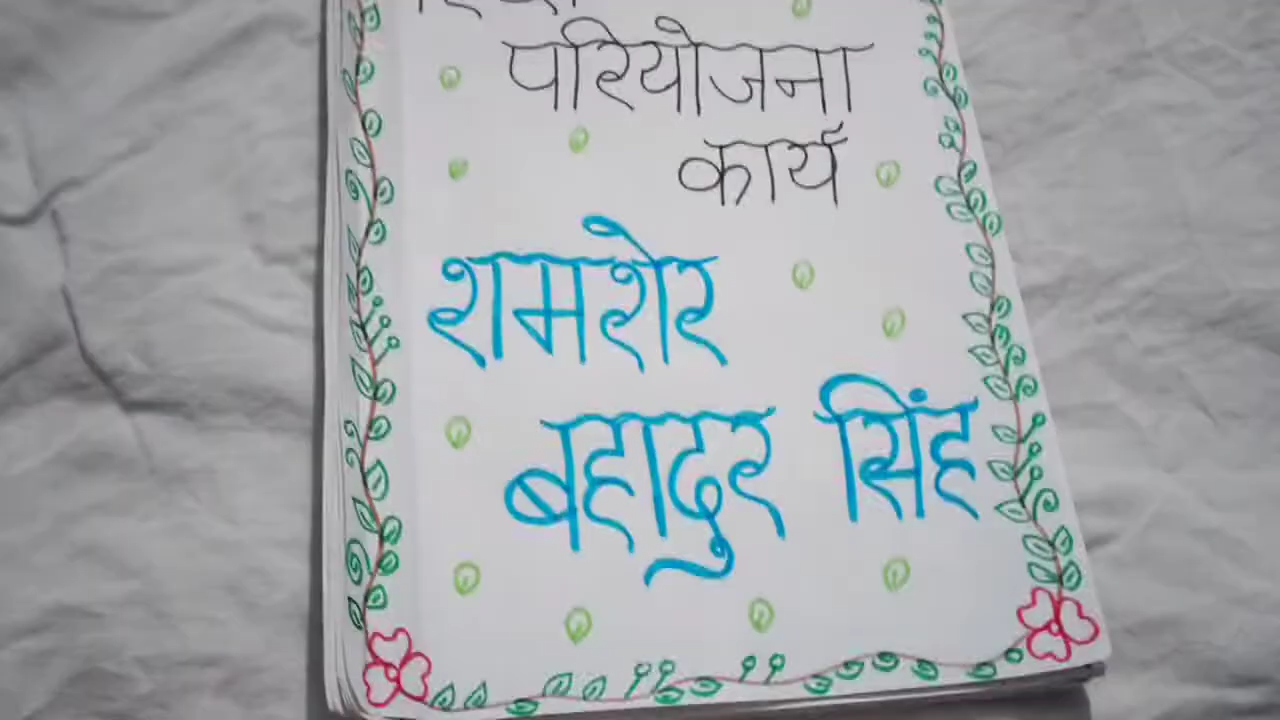 परियोजना
कार्य
शमशेर
बहादुर सिंह